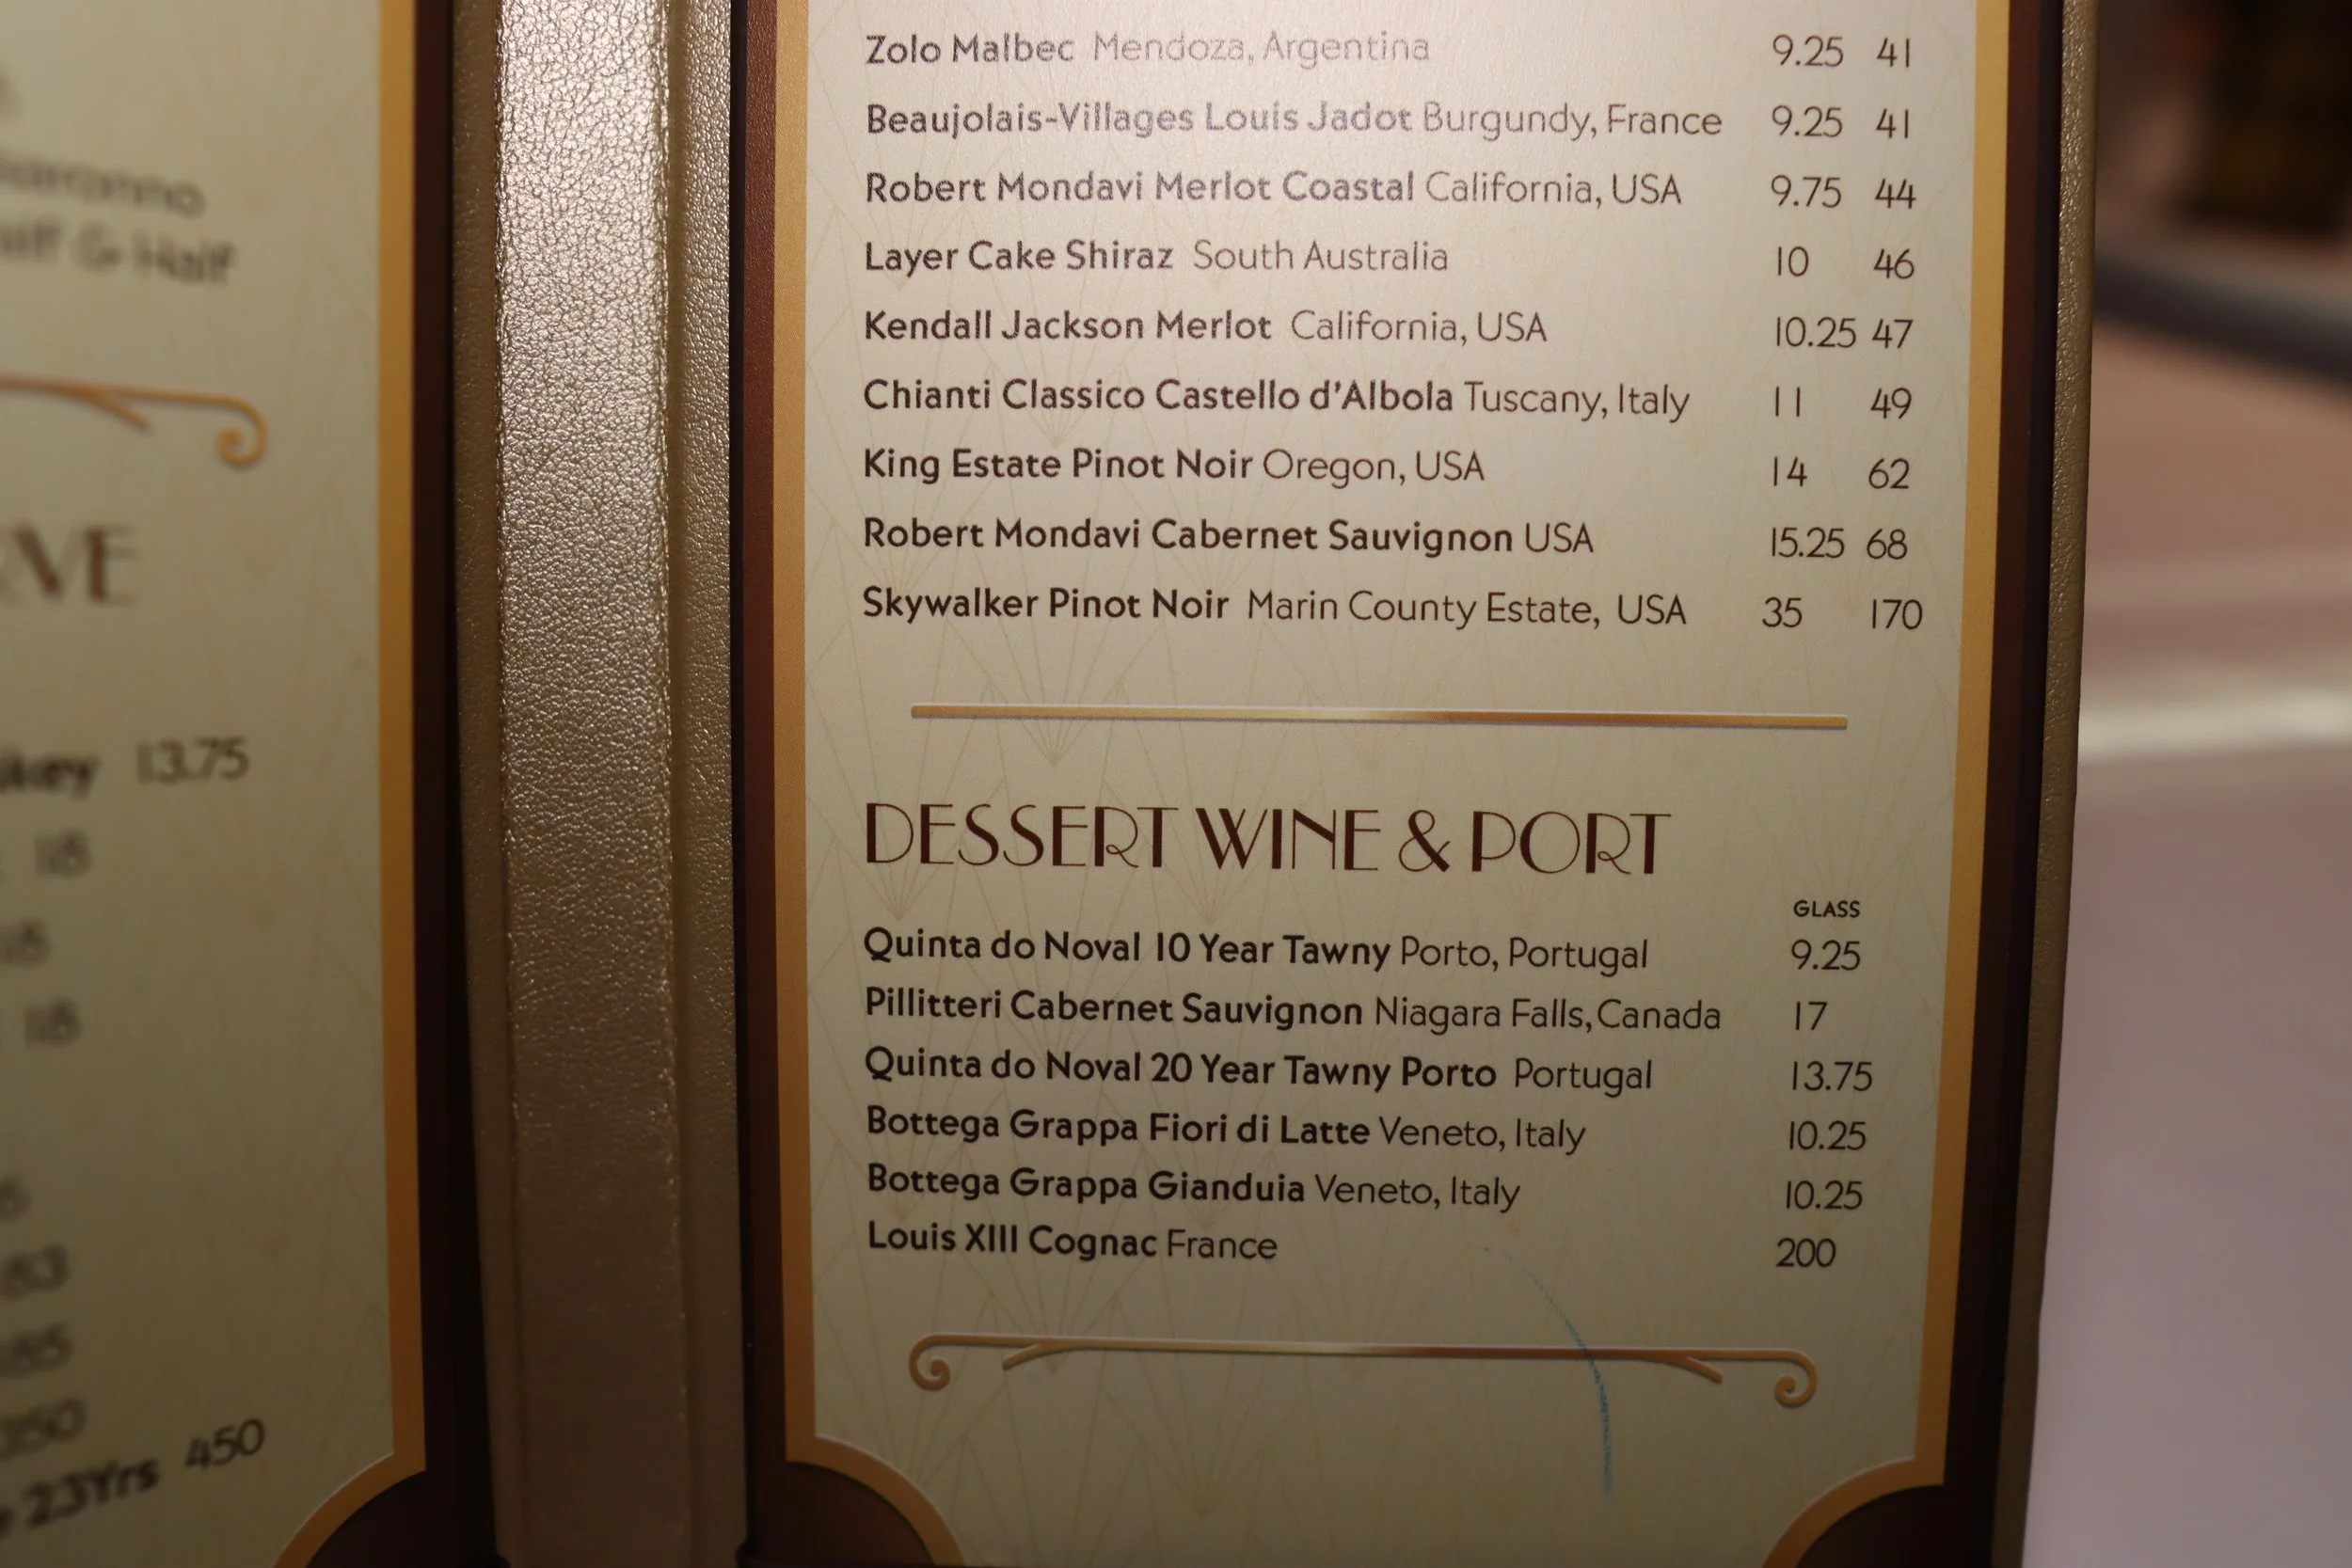 Half & Half
13.75
18
18
18
450
23Yrs
Zolo Malbec Mendoza, Argentina 9.25 41
Beaujolais-Villages Louis Jadot Burgundy, France 9.25 41
Robert Mondavi Merlot Coastal California, USA 9.75 44
Layer Cake Shiraz South Australia 10 46
Kendall Jackson Merlot California, USA 10.25 47
Chianti Classico Castello d'Albola Tuscany, Italy 11 49
King Estate Pinot Noir Oregon, USA 14 62
Robert Mondavi Cabernet Sauvignon USA 15.25 68
Skywalker Pinot Noir Marin County Estate, USA 35 170
DESSERT WINE & PORT
GLASS
Quinta do Noval 10 Year Tawny Porto, Portugal 9.25
Pillitteri Cabernet Sauvignon Niagara Falls, Canada 17
Quinta do Noval 20 Year Tawny Porto Portugal 13.75
Bottega Grappa Fiori di Latte Veneto, Italy 10.25
Bottega Grappa Gianduia Veneto, Italy 10.25
Louis XIII Cognac France 200